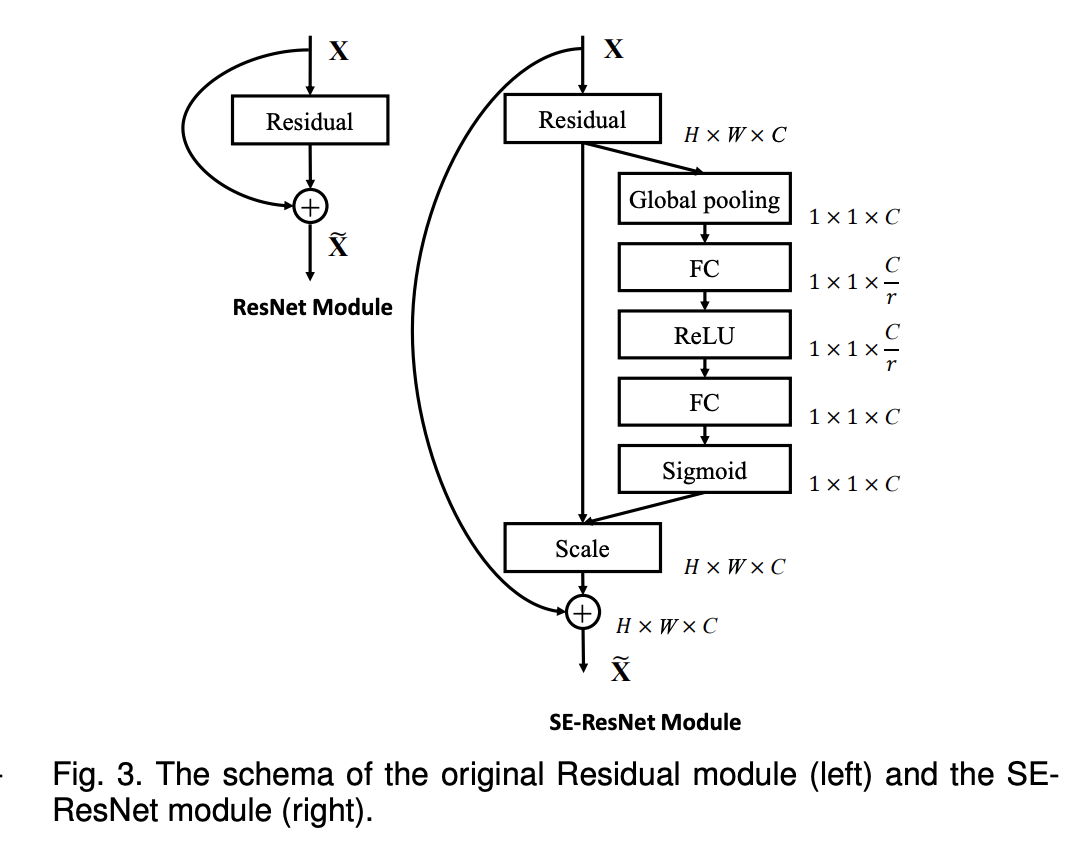 X
Residual
+
X̃
ResNet Module
X
Residual
H × W × C
Global pooling
1 × 1 × C
FC
1 × 1 × C/r
ReLU
1 × 1 × C/r
FC
1 × 1 × C
Sigmoid
1 × 1 × C
Scale
H × W × C
+
H × W × C
X̃
SE-ResNet Module
Fig. 3. The schema of the original Residual module (left) and the SE-
ResNet module (right).